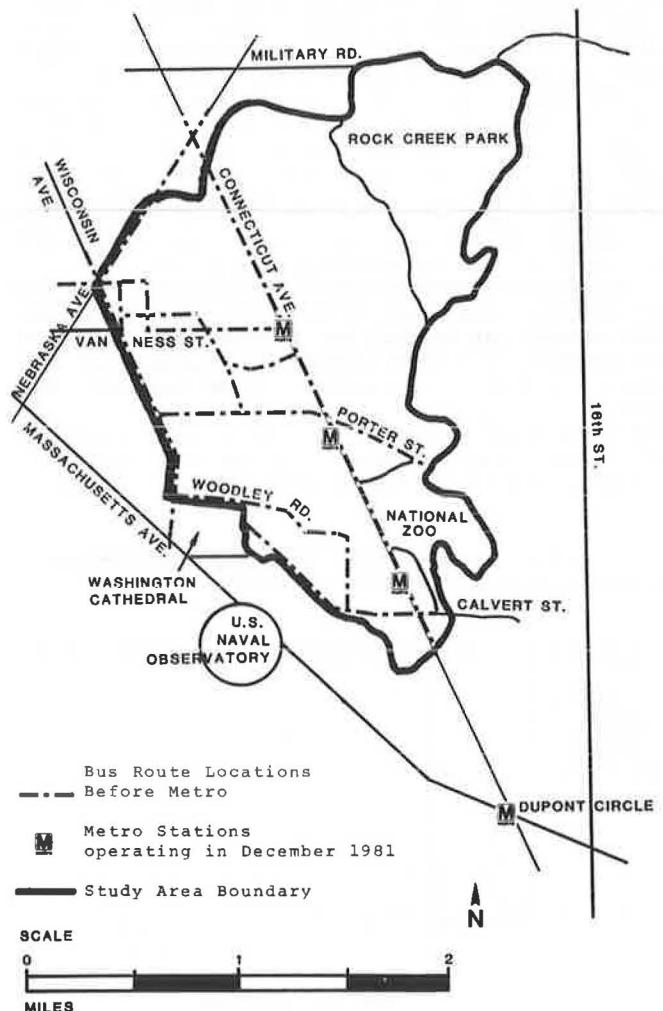 MILITARY RD.
ROCK CREEK PARK
WISCONSIN
AVE.
CONNECTICUT AVE.
NEBRASKA AVE.
VAN NESS ST.
M
16th ST.
MASSACHUSETTS AVE.
PORTER ST.
M
WOODLEY
RD.
NATIONAL
ZOO
WASHINGTON
CATHEDRAL
M
CALVERT ST.
U.S.
NAVAL
OBSERVATORY
Bus Route Locations
Before Metro
M DUPONT CIRCLE
M Metro Stations
operating in December 1981
Study Area Boundary
N
SCALE
0 1 2
MILES